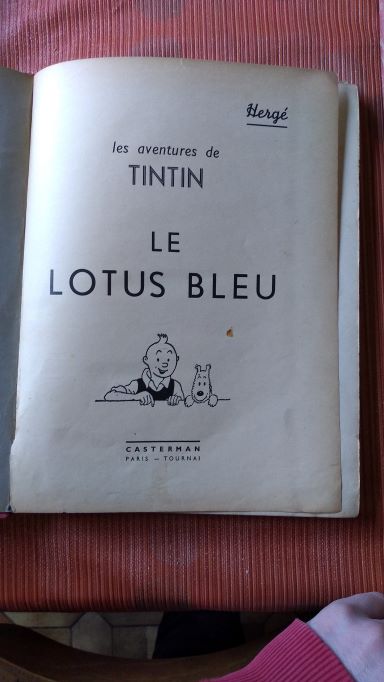 Hergé
les aventures de
TINTIN
LE
LOTUS BLEU
CASTERMAN
PARIS — TOURNAI